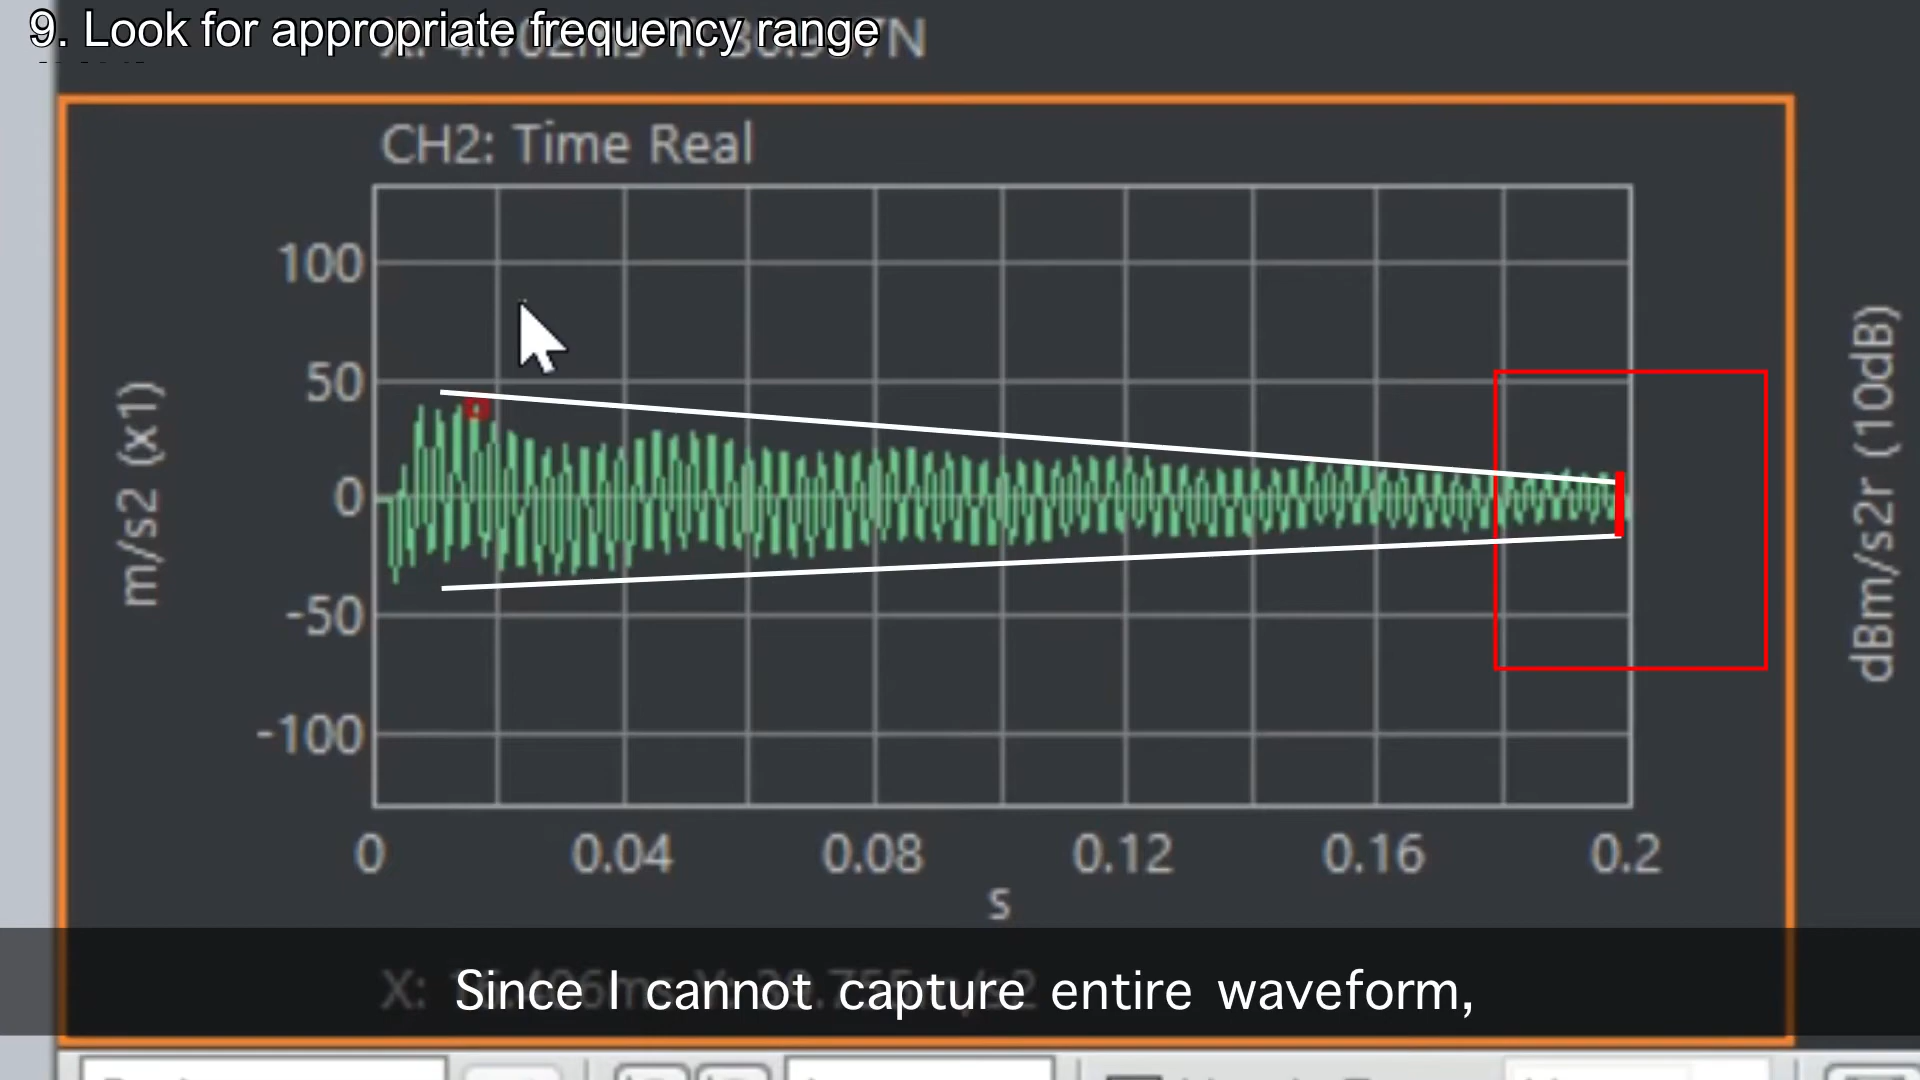 9. Look for appropriate frequency range
CH2: Time Real
100
50
0
-50
-100
m/s2 (x1)
0 0.04 0.08 0.12 0.16 0.2
s
dBm/s2r (10dB)
Since I cannot capture entire waveform,